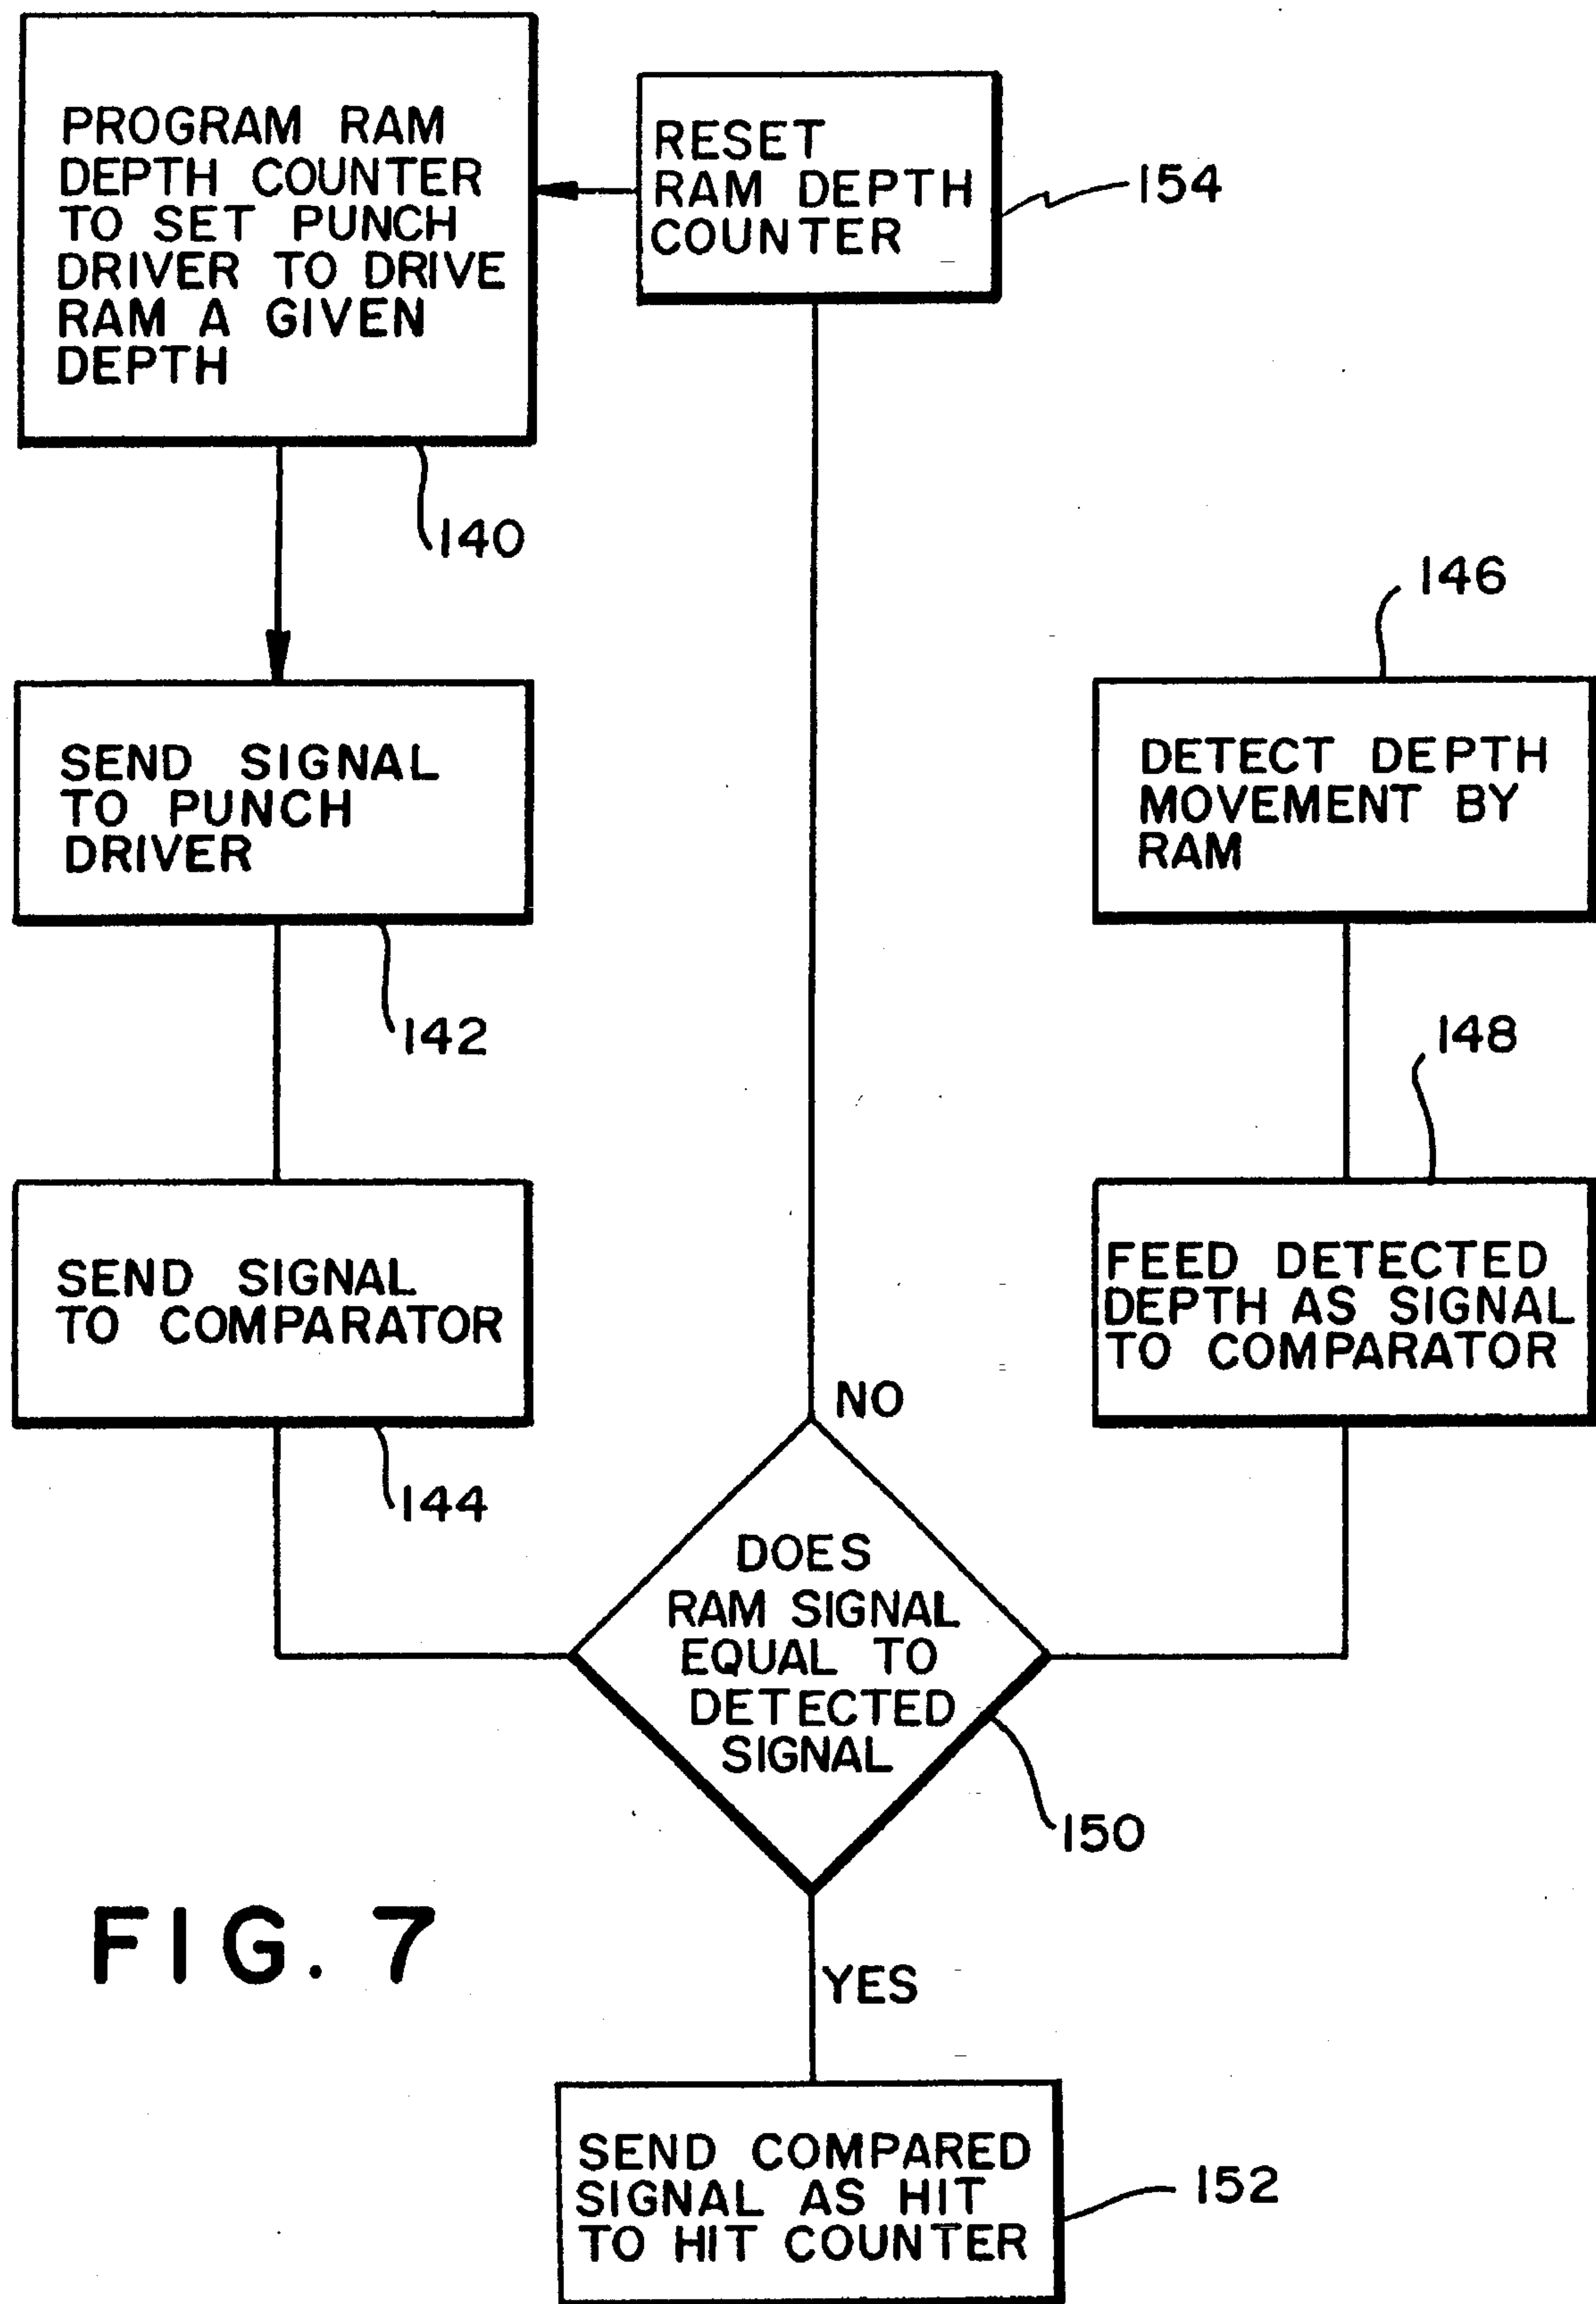 PROGRAM RAM
DEPTH COUNTER
TO SET PUNCH
DRIVER TO DRIVE
RAM A GIVEN
DEPTH
140
RESET
RAM DEPTH
COUNTER
154
SEND SIGNAL
TO PUNCH
DRIVER
142
146
DETECT DEPTH
MOVEMENT BY
RAM
SEND SIGNAL
TO COMPARATOR
144
148
FEED DETECTED
DEPTH AS SIGNAL
TO COMPARATOR
NO
DOES
RAM SIGNAL
EQUAL TO
DETECTED
SIGNAL
150
YES
SEND COMPARED
SIGNAL AS HIT
TO HIT COUNTER
152
FIG. 7